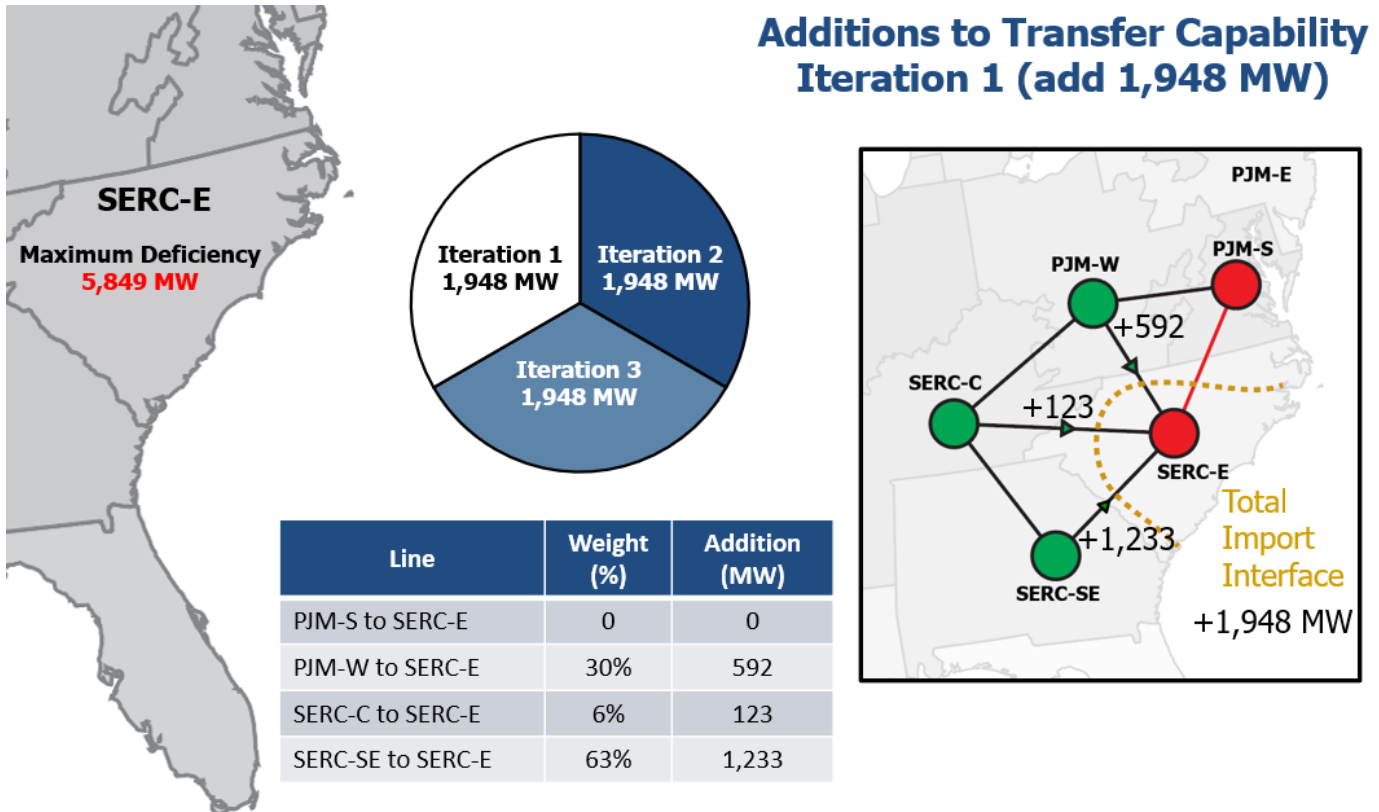 Additions to Transfer Capability
Iteration 1 (add 1,948 MW)
SERC-E
Maximum Deficiency
5,849 MW
Iteration 1
1,948 MW
Iteration 2
1,948 MW
Iteration 3
1,948 MW
PJM-E
PJM-S
PJM-W
+592
SERC-C
+123
SERC-E
+1,233
SERC-SE
Total
Import
Interface
+1,948 MW
Line Weight (%) Addition (MW)
PJM-S to SERC-E 0 0
PJM-W to SERC-E 30% 592
SERC-C to SERC-E 6% 123
SERC-SE to SERC-E 63% 1,233